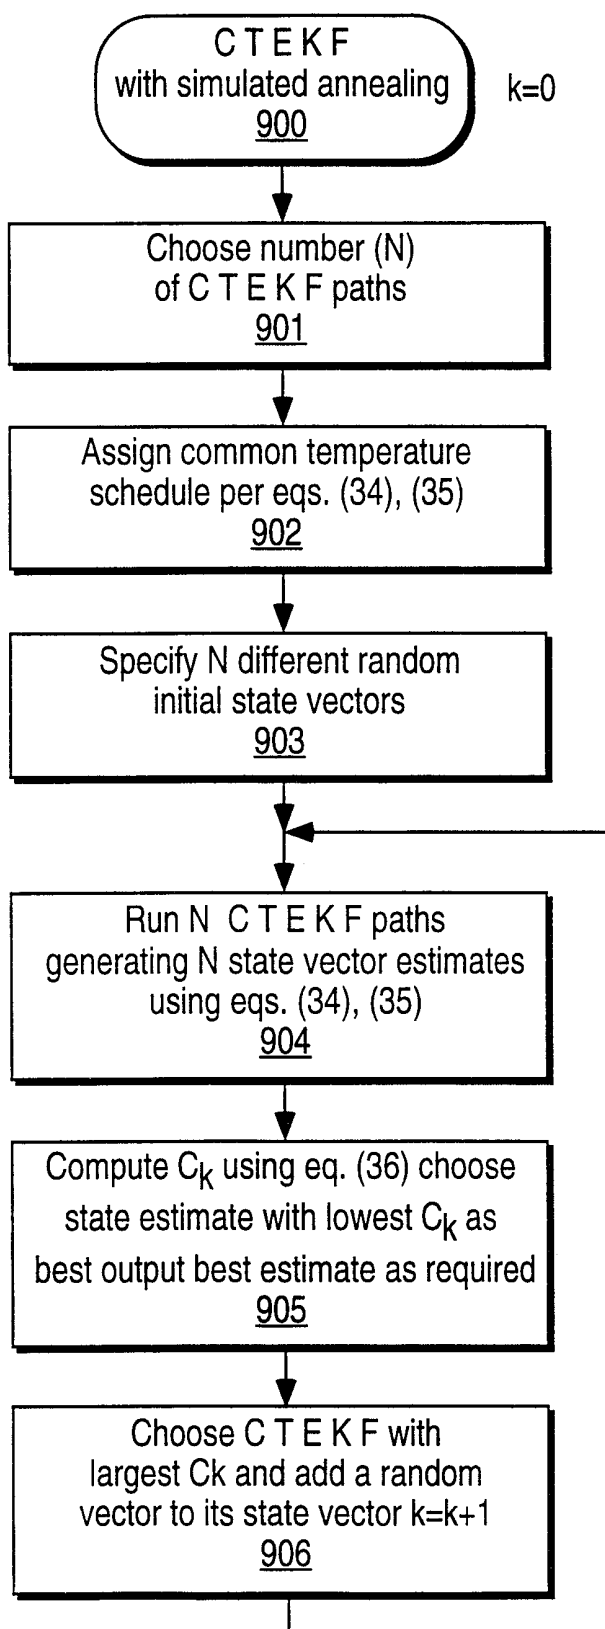 C T E K F
with simulated annealing
900
k=0
Choose number (N)
of C T E K F paths
901
Assign common temperature
schedule per eqs. (34), (35)
902
Specify N different random
initial state vectors
903
Run N C T E K F paths
generating N state vector estimates
using eqs. (34), (35)
904
Compute Ck using eq. (36) choose
state estimate with lowest Ck as
best output best estimate as required
905
Choose C T E K F with
largest Ck and add a random
vector to its state vector k=k+1
906